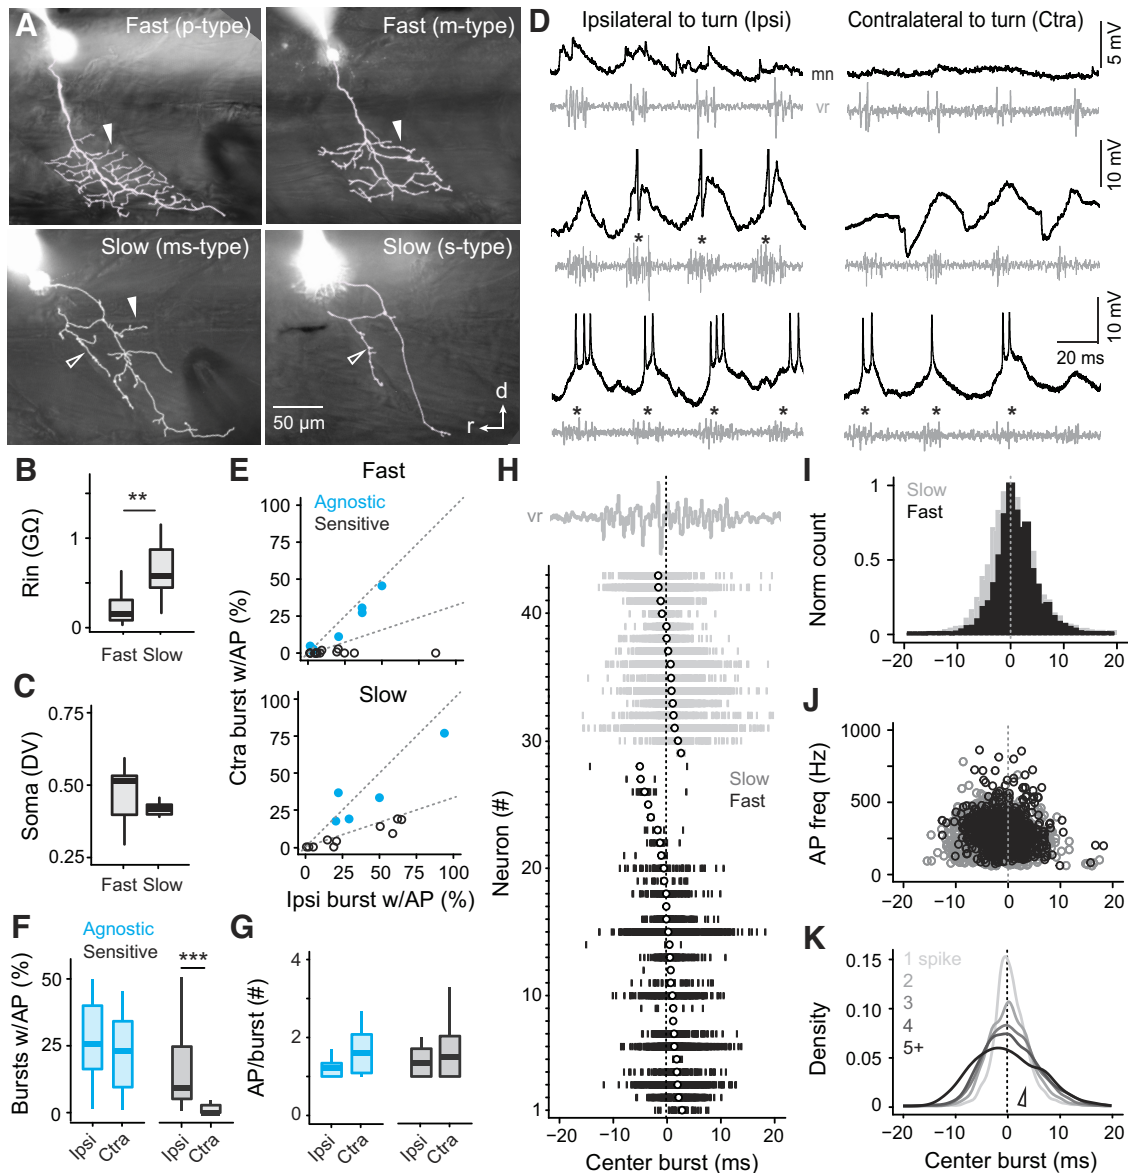 A
Fast (p-type)
Fast (m-type)
Slow (ms-type)
Slow (s-type)
50 µm
d
r
B
**
Rin (GΩ)
1
0
Fast Slow
C
Soma (DV)
0.75
0.50
0.25
Fast Slow
D
Ipsilateral to turn (Ipsi)
Contralateral to turn (Ctra)
mn
vr
5 mV
10 mV
* * *
10 mV
20 ms
* * * *
* * *
E
Fast
Agnostic
Sensitive
100
75
50
25
0
Slow
100
75
50
25
0
0 25 50 75 100
Ctra burst w/AP (%)
Ipsi burst w/AP (%)
F
Agnostic
Sensitive
***
Bursts w/AP (%)
50
25
0
Ipsi
Ctra
Ipsi
Ctra
G
AP/burst (#)
4
2
1
0
Ipsi
Ctra
Ipsi
Ctra
H
vr
Neuron (#)
40
30
20
10
1
Slow
Fast
−20 −10 0 10 20
Center burst (ms)
I
Slow
Fast
Norm count
1
0.5
0
−20 −10 0 10 20
J
AP freq (Hz)
1000
500
0
−20 −10 0 10 20
K
1 spike
2
3
4
5+
Density
0.15
0.10
0.05
0
−20 −10 0 10 20
Center burst (ms)